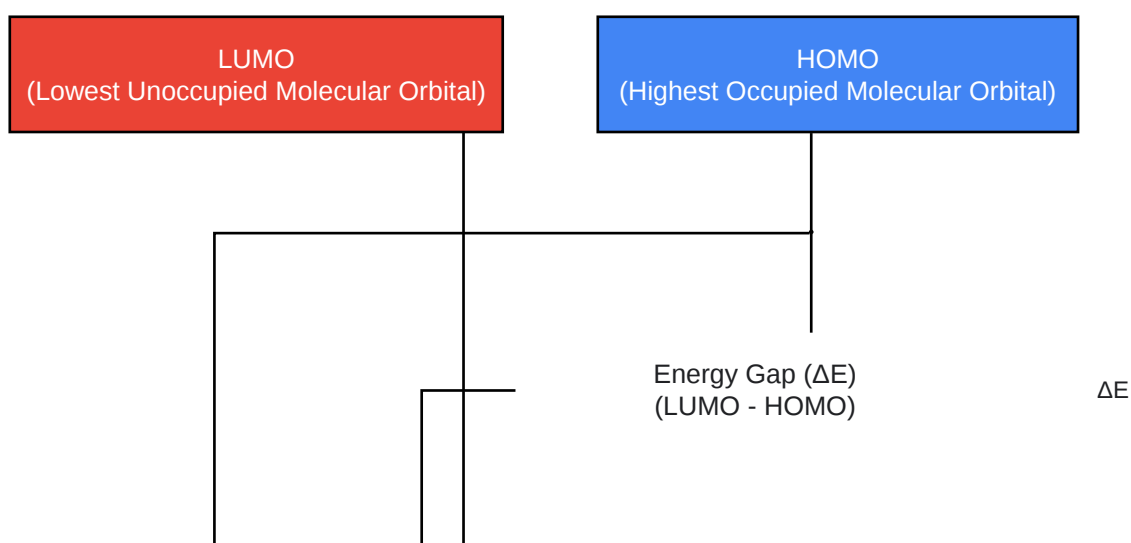 LUMO
(Lowest Unoccupied Molecular Orbital)
HOMO
(Highest Occupied Molecular Orbital)
Energy Gap (ΔE)
(LUMO - HOMO)
ΔE